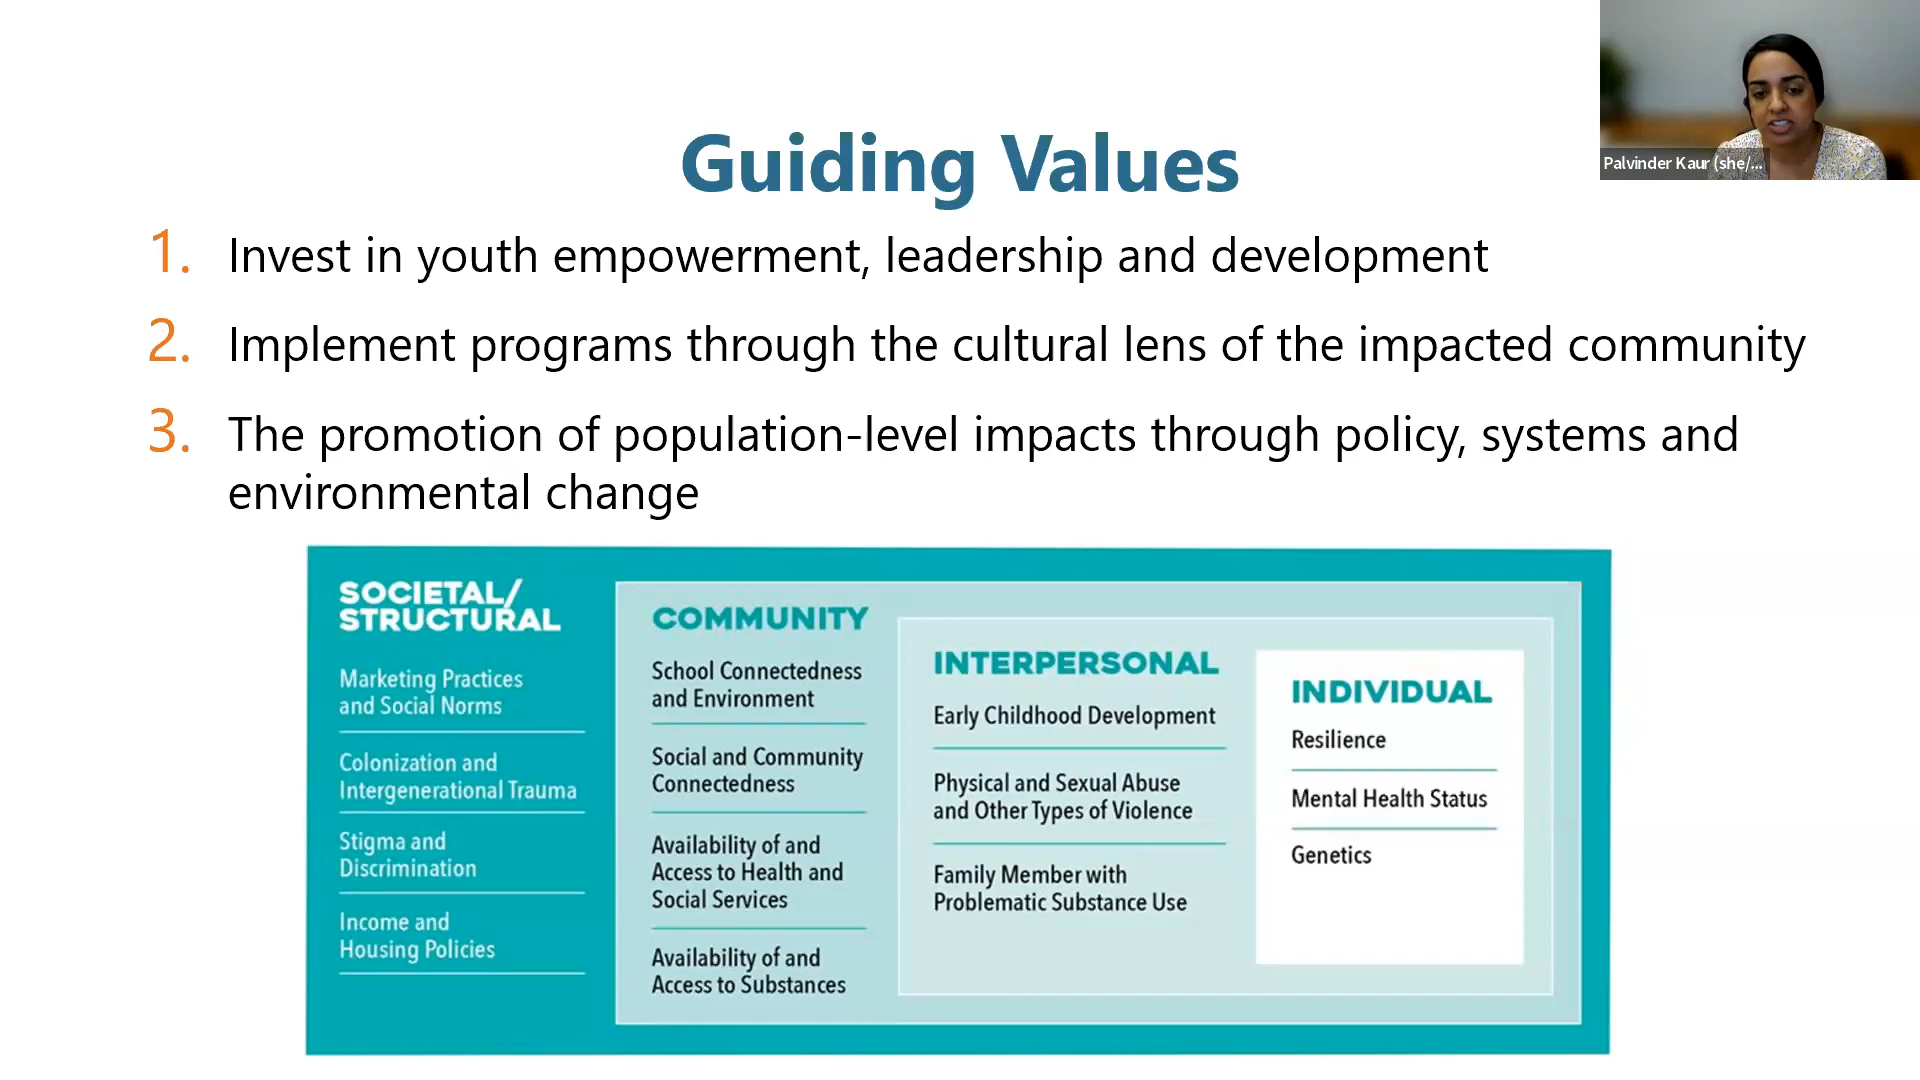 Guiding Values
Palvinder Kaur (she/...
1. Invest in youth empowerment, leadership and development
2. Implement programs through the cultural lens of the impacted community
3. The promotion of population-level impacts through policy, systems and
environmental change
SOCIETAL/
STRUCTURAL
Marketing Practices
and Social Norms
Colonization and
Intergenerational Trauma
Stigma and
Discrimination
Income and
Housing Policies
COMMUNITY
School Connectedness
and Environment
Social and Community
Connectedness
Availability of and
Access to Health and
Social Services
Availability of and
Access to Substances
INTERPERSONAL
Early Childhood Development
Physical and Sexual Abuse
and Other Types of Violence
Family Member with
Problematic Substance Use
INDIVIDUAL
Resilience
Mental Health Status
Genetics